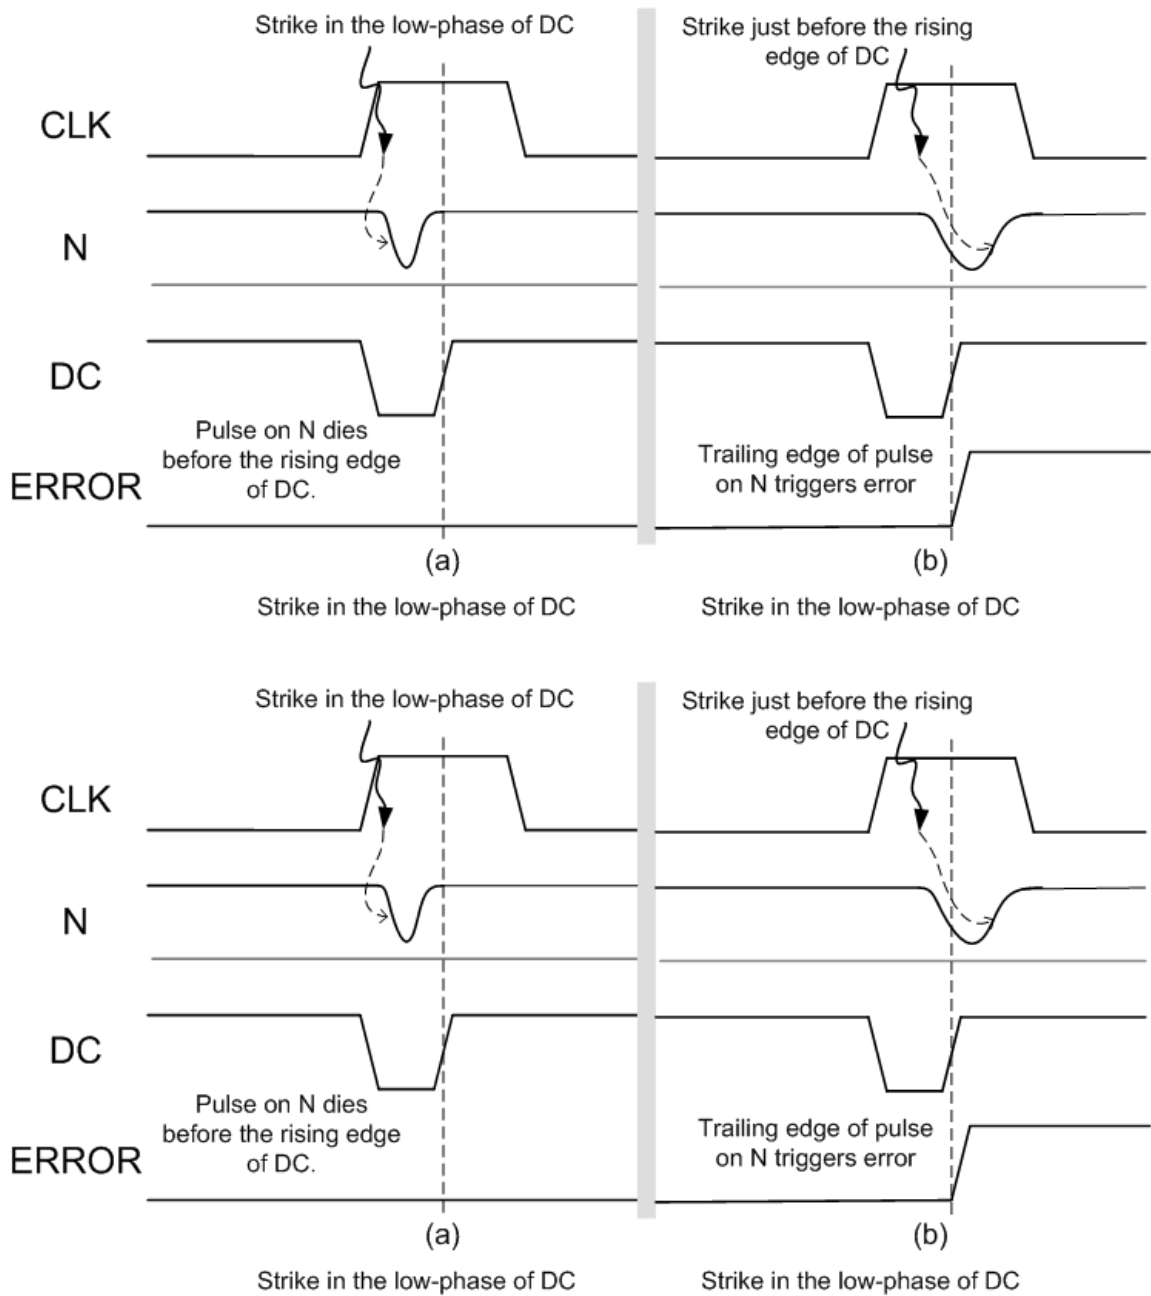 Strike in the low-phase of DC
Strike just before the rising
edge of DC
CLK
N
DC
Pulse on N dies
before the rising edge
of DC.
Trailing edge of pulse
on N triggers error
ERROR
(a)
(b)
Strike in the low-phase of DC
Strike in the low-phase of DC
Strike in the low-phase of DC
Strike just before the rising
edge of DC
CLK
N
DC
Pulse on N dies
before the rising edge
of DC.
Trailing edge of pulse
on N triggers error
ERROR
(a)
(b)
Strike in the low-phase of DC
Strike in the low-phase of DC